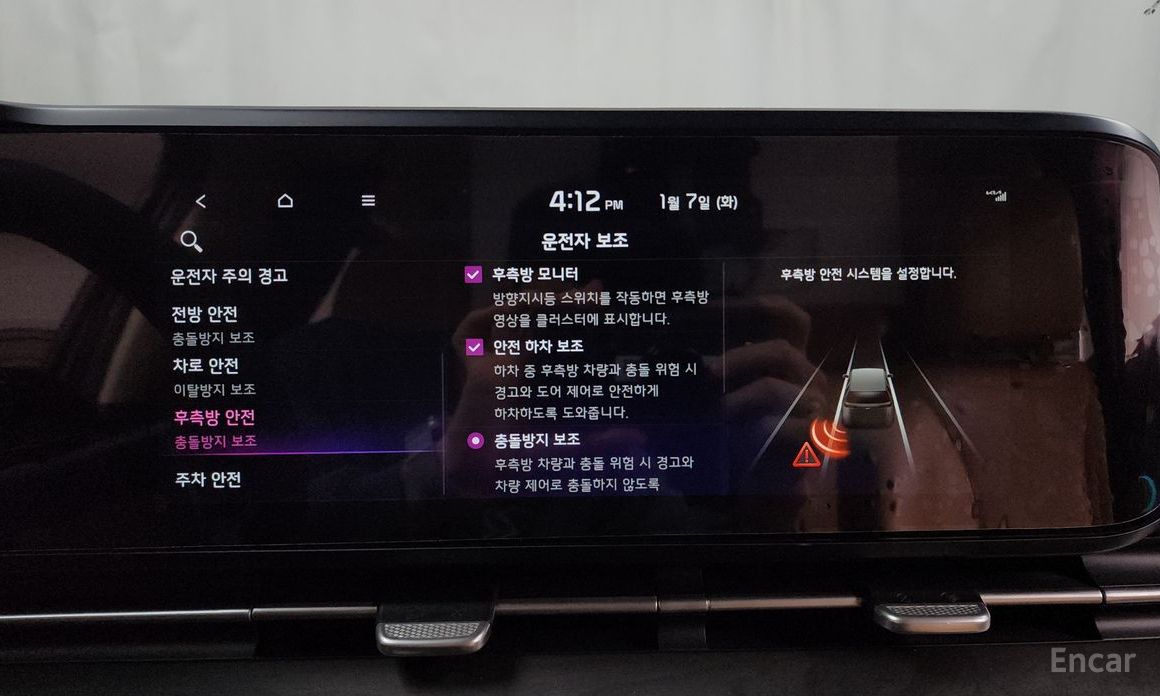 4:12 PM 1월 7일 (화)
운전자 보조
운전자 주의 경고
전방 안전
충돌방지 보조
차로 안전
이탈방지 보조
후측방 안전
충돌방지 보조
주차 안전
후측방 모니터
방향지시등 스위치를 작동하면 후측방
영상을 클러스터에 표시합니다.
안전 하차 보조
하차 중 후측방 차량과 충돌 위험 시
경고와 도어 제어로 안전하게
하차하도록 도와줍니다.
충돌방지 보조
후측방 차량과 충돌 위험 시 경고와
차량 제어로 충돌하지 않도록
후측방 안전 시스템을 설정합니다.
Encar